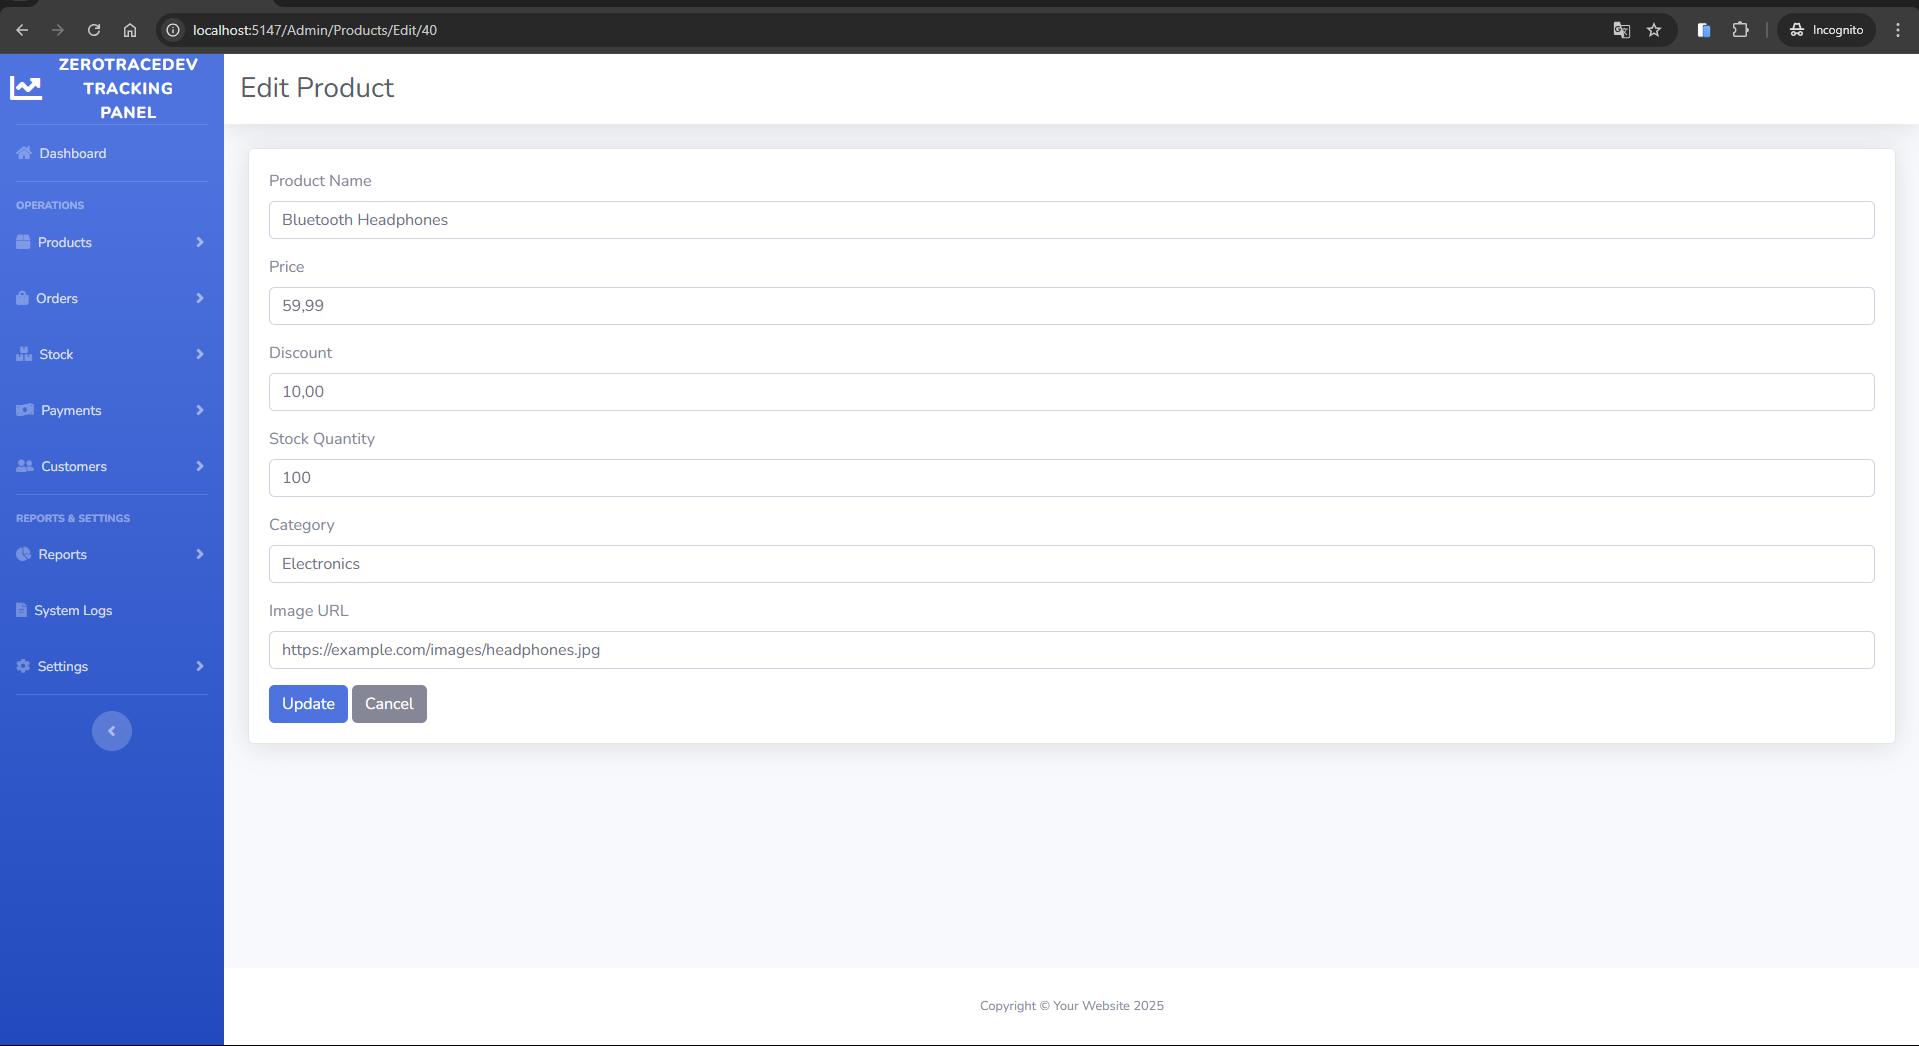 localhost:5147/Admin/Products/Edit/40
Incognito
ZEROTRACEDEV
TRACKING
PANEL
Dashboard
OPERATIONS
Products
Orders
Stock
Payments
Customers
REPORTS & SETTINGS
Reports
System Logs
Settings
Edit Product
Product Name
Bluetooth Headphones
Price
59,99
Discount
10,00
Stock Quantity
100
Category
Electronics
Image URL
https://example.com/images/headphones.jpg
Update
Cancel
Copyright © Your Website 2025